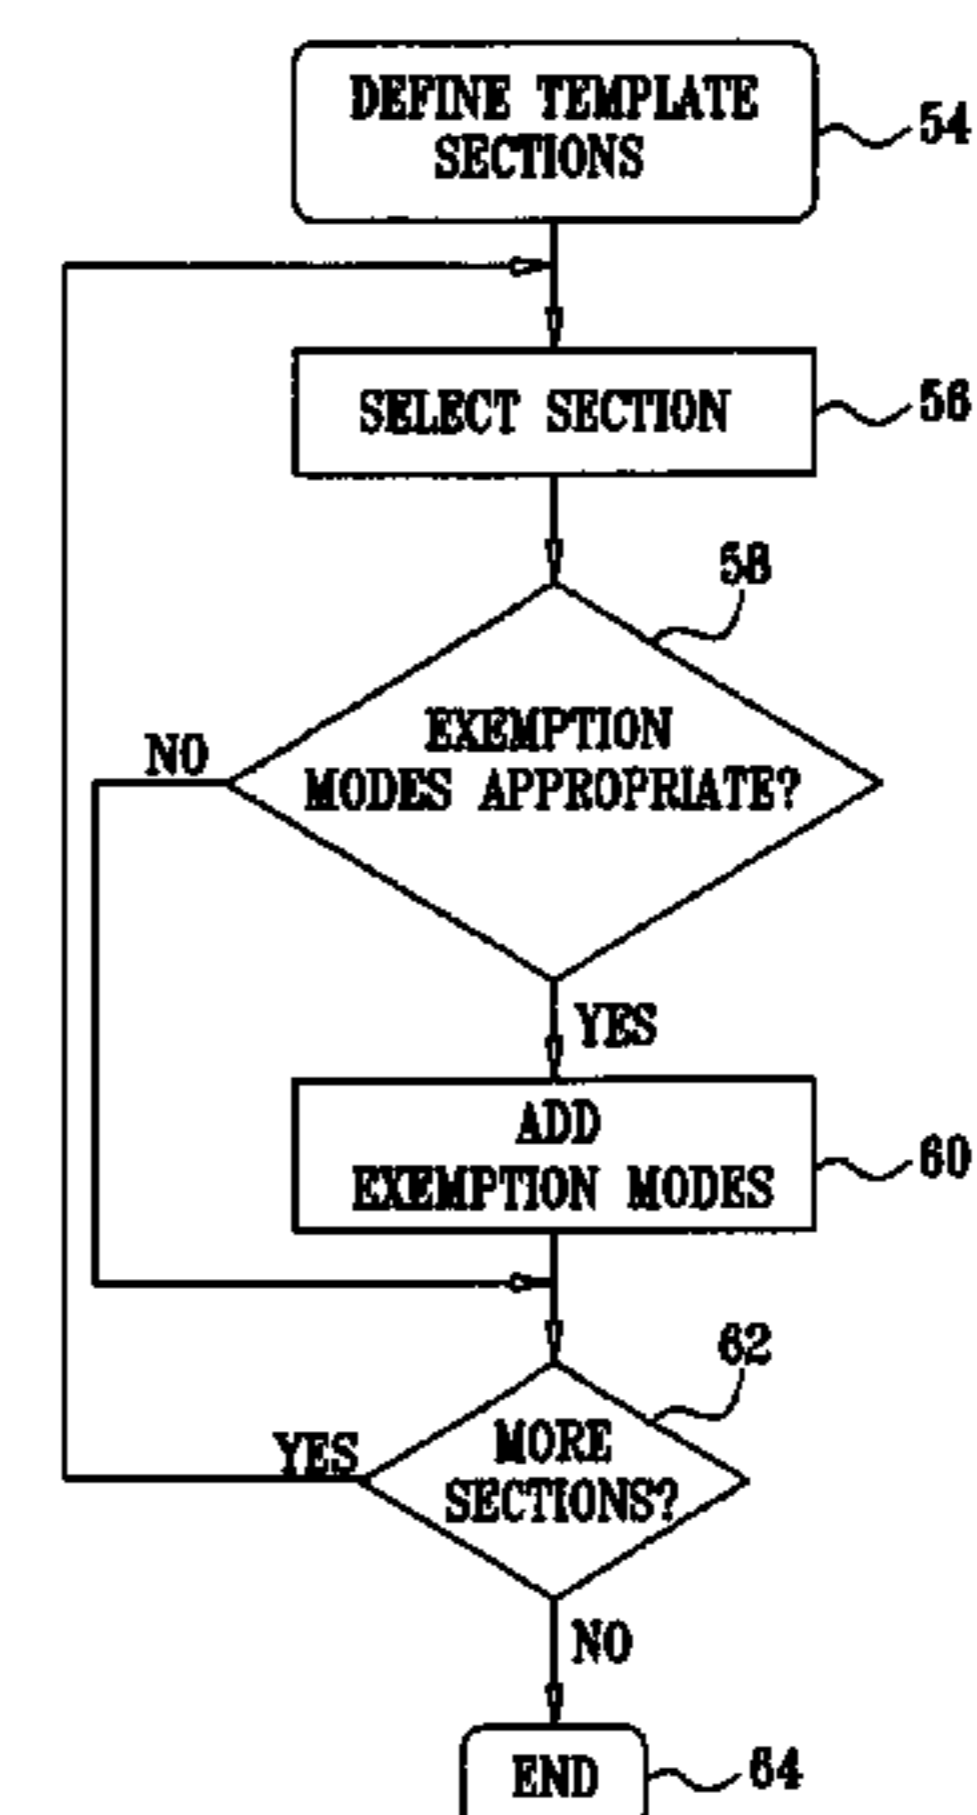 DEFINE TEMPLATE
SECTIONS
54
SELECT SECTION
56
58
EXEMPTION
MODES APPROPRIATE?
NO
YES
ADD
EXEMPTION MODES
60
62
MORE
SECTIONS?
YES
NO
END
64